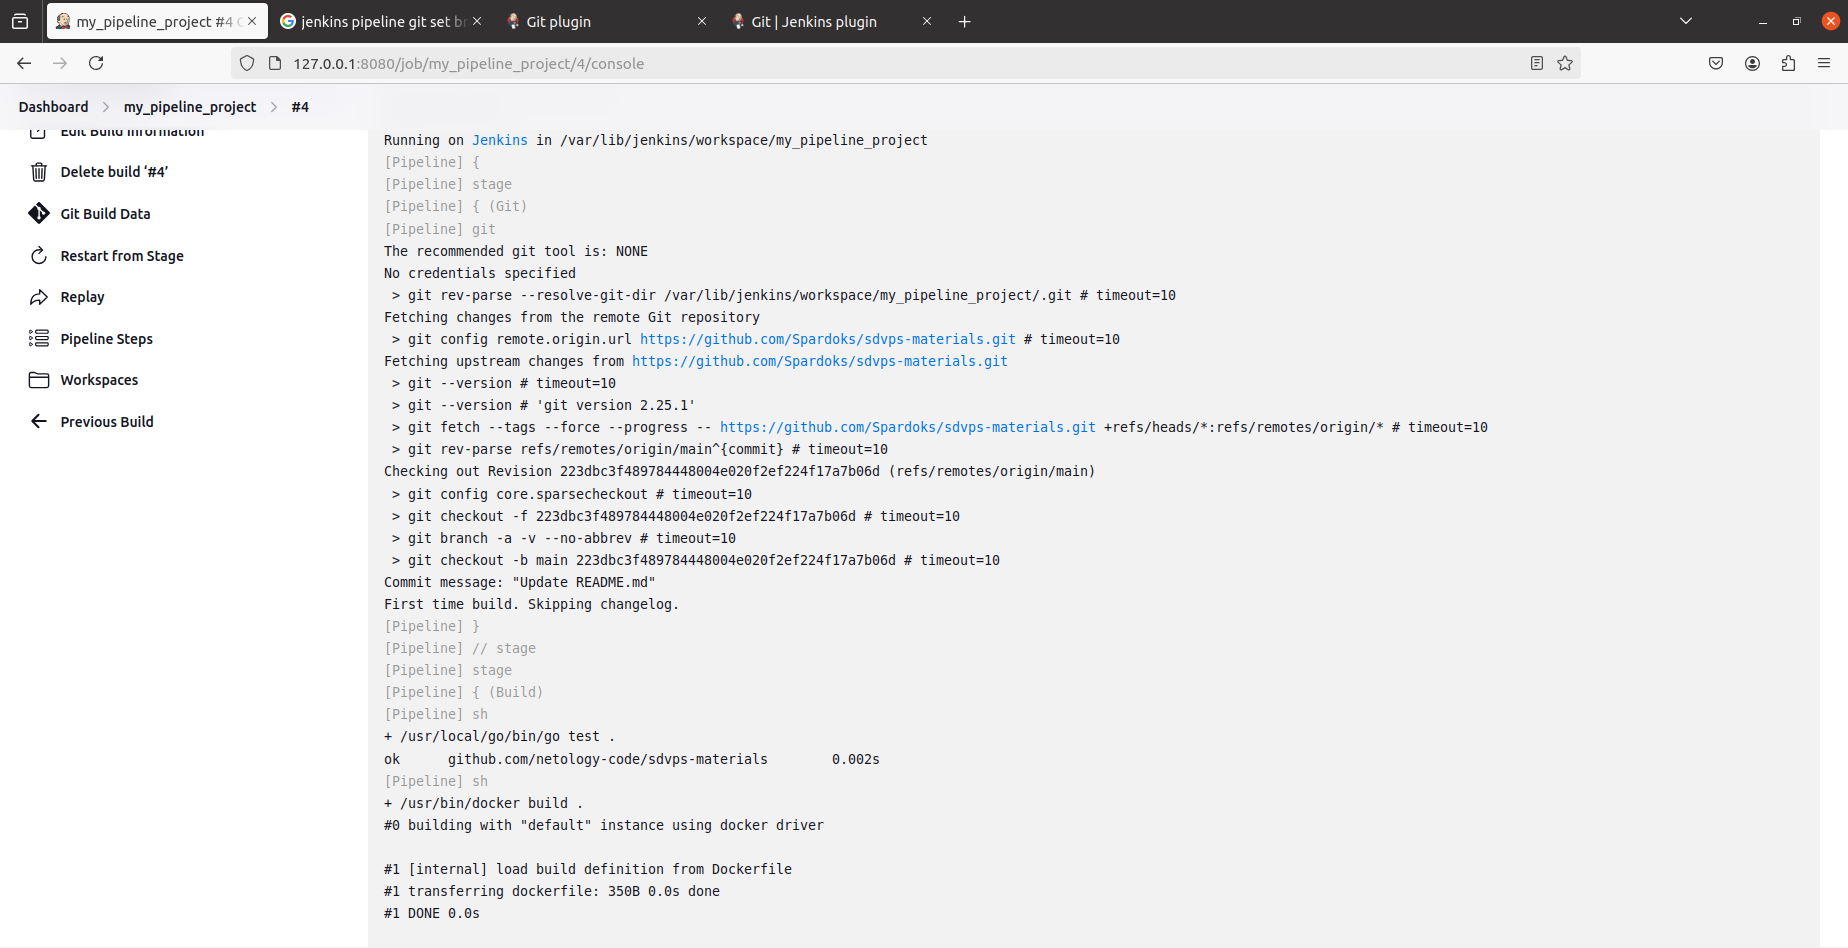 my_pipeline_project #4 C
jenkins pipeline git set br
Git plugin
Git | Jenkins plugin
127.0.0.1:8080/job/my_pipeline_project/4/console
Dashboard
my_pipeline_project
#4
Edit Build Information
Delete build ‘#4’
Git Build Data
Restart from Stage
Replay
Pipeline Steps
Workspaces
Previous Build
Running on Jenkins in /var/lib/jenkins/workspace/my_pipeline_project
[Pipeline] {
[Pipeline] stage
[Pipeline] { (Git)
[Pipeline] git
The recommended git tool is: NONE
No credentials specified
> git rev-parse --resolve-git-dir /var/lib/jenkins/workspace/my_pipeline_project/.git # timeout=10
Fetching changes from the remote Git repository
> git config remote.origin.url https://github.com/Spardoks/sdvps-materials.git # timeout=10
Fetching upstream changes from https://github.com/Spardoks/sdvps-materials.git
> git --version # timeout=10
> git --version # 'git version 2.25.1'
> git fetch --tags --force --progress -- https://github.com/Spardoks/sdvps-materials.git +refs/heads/*:refs/remotes/origin/* # timeout=10
> git rev-parse refs/remotes/origin/main^{commit} # timeout=10
Checking out Revision 223dbc3f489784448004e020f2ef224f17a7b06d (refs/remotes/origin/main)
> git config core.sparsecheckout # timeout=10
> git checkout -f 223dbc3f489784448004e020f2ef224f17a7b06d # timeout=10
> git branch -a -v --no-abbrev # timeout=10
> git checkout -b main 223dbc3f489784448004e020f2ef224f17a7b06d # timeout=10
Commit message: "Update README.md"
First time build. Skipping changelog.
[Pipeline] }
[Pipeline] // stage
[Pipeline] stage
[Pipeline] { (Build)
[Pipeline] sh
+ /usr/local/go/bin/go test .
ok github.com/netology-code/sdvps-materials 0.002s
[Pipeline] sh
+ /usr/bin/docker build .
#0 building with "default" instance using docker driver
#1 [internal] load build definition from Dockerfile
#1 transferring dockerfile: 350B 0.0s done
#1 DONE 0.0s